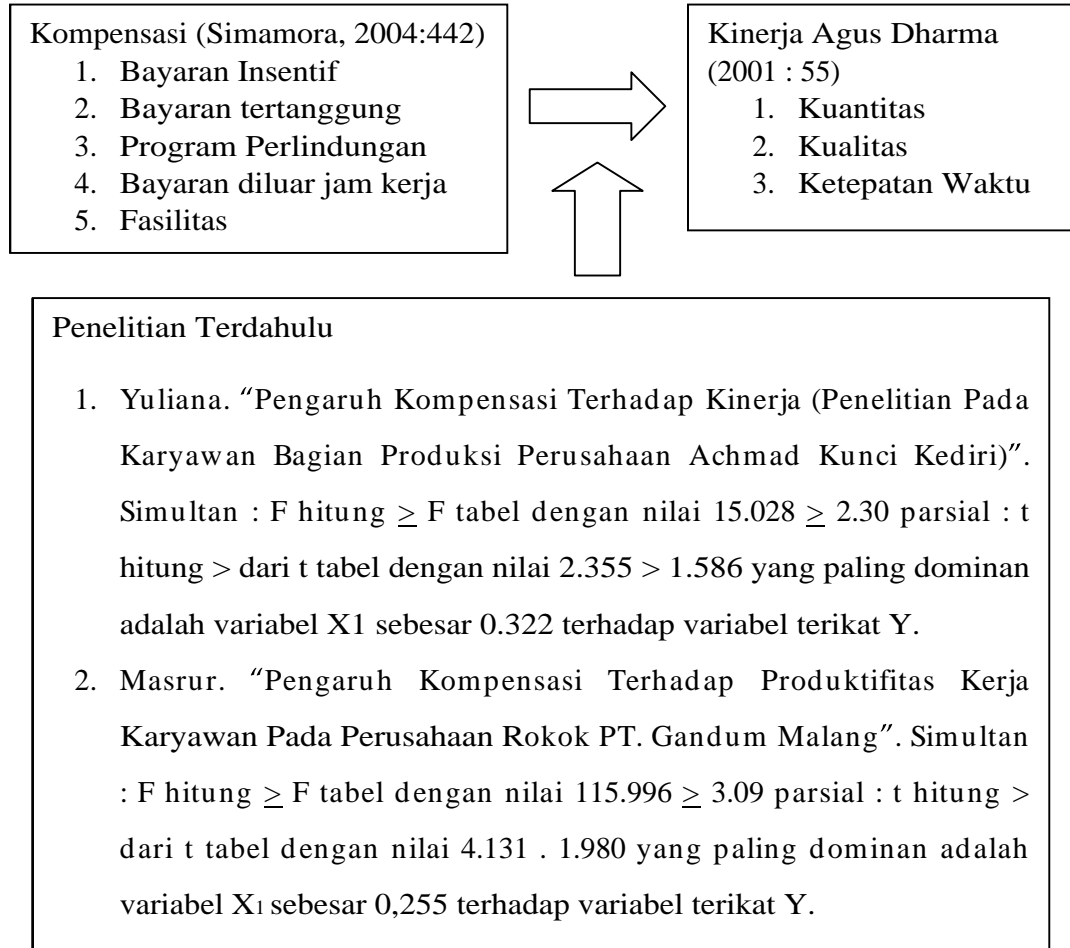 Kompensasi (Simamora, 2004:442)
1. Bayaran Insentif
2. Bayaran tertanggung
3. Program Perlindungan
4. Bayaran diluar jam kerja
5. Fasilitas
Kinerja Agus Dharma
(2001 : 55)
1. Kuantitas
2. Kualitas
3. Ketepatan Waktu
Penelitian Terdahulu
1. Yuliana. "Pengaruh Kompensasi Terhadap Kinerja (Penelitian Pada
Karyawan Bagian Produksi Perusahaan Achmad Kunci Kediri)".
Simultan : F hitung ≥ F tabel dengan nilai 15.028 ≥ 2.30 parsial : t
hitung > dari t tabel dengan nilai 2.355 > 1.586 yang paling dominan
adalah variabel X1 sebesar 0.322 terhadap variabel terikat Y.
2. Masrur. "Pengaruh Kompensasi Terhadap Produktifitas Kerja
Karyawan Pada Perusahaan Rokok PT. Gandum Malang". Simultan
: F hitung ≥ F tabel dengan nilai 115.996 ≥ 3.09 parsial : t hitung >
dari t tabel dengan nilai 4.131 . 1.980 yang paling dominan adalah
variabel X₁ sebesar 0,255 terhadap variabel terikat Y.